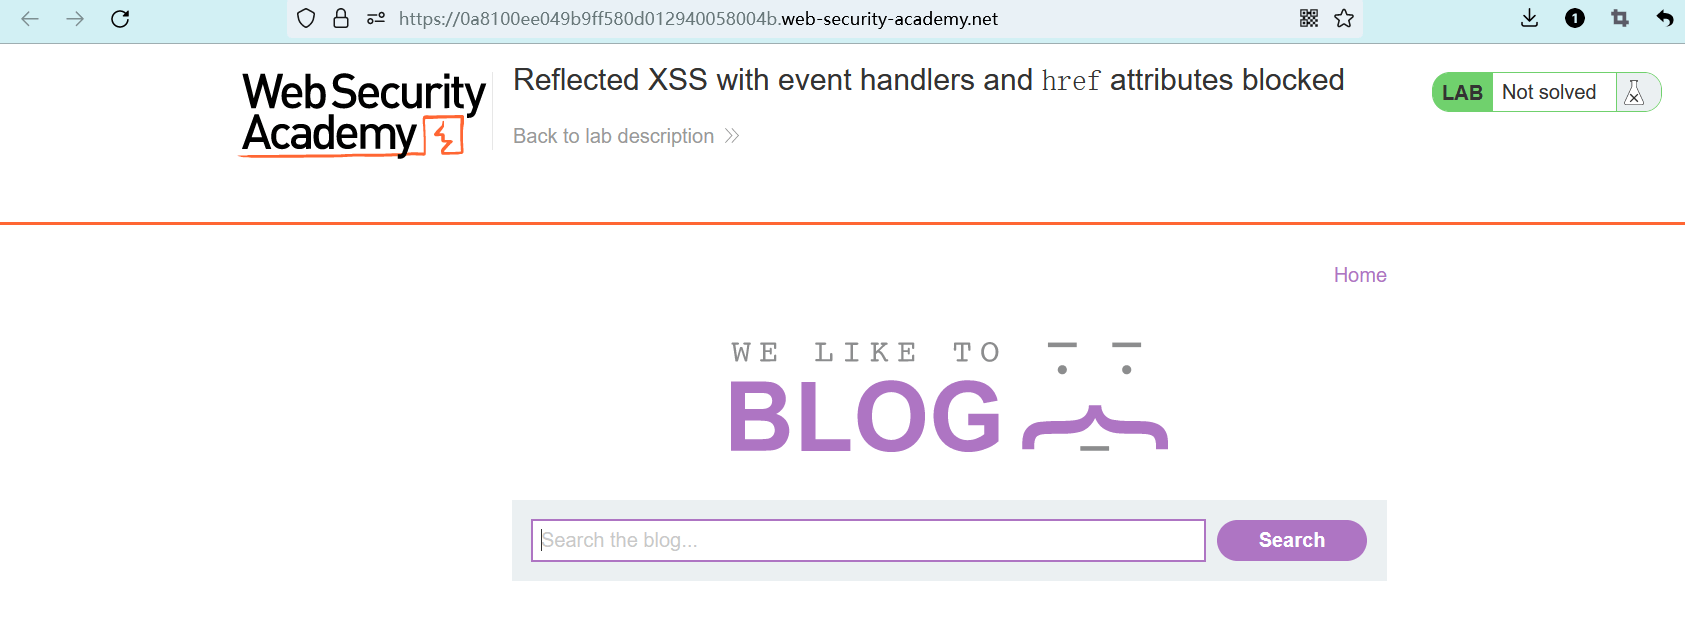 https://0a8100ee049b9ff580d012940058004b.web-security-academy.net
1
Web Security
Academy
Reflected XSS with event handlers and href attributes blocked
Back to lab description
LAB Not solved
Home
WE LIKE TO
BLOG
Search the blog...
Search